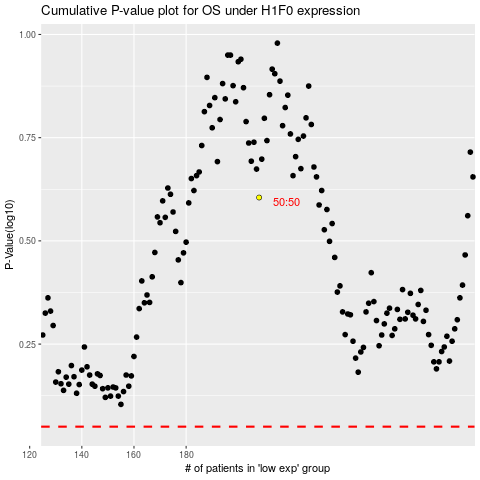 Cumulative P-value plot for OS under H1F0 expression
P-Value(log10)
1.00
0.75
0.50
0.25
50:50
120 140 160 180
# of patients in 'low exp' group